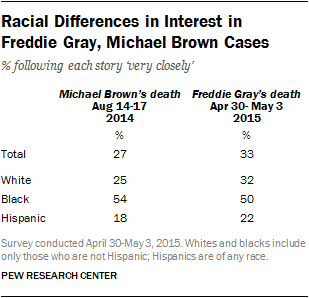 Racial Differences in Interest in
Freddie Gray, Michael Brown Cases
% following each story ‘very closely’
Michael Brown’s death Freddie Gray’s death
Aug 14-17 Apr 30- May 3
2014 2015
% %
Total 27 33
White 25 32
Black 54 50
Hispanic 18 22
Survey conducted April 30-May 3, 2015. Whites and blacks include
only those who are not Hispanic; Hispanics are of any race.
PEW RESEARCH CENTER